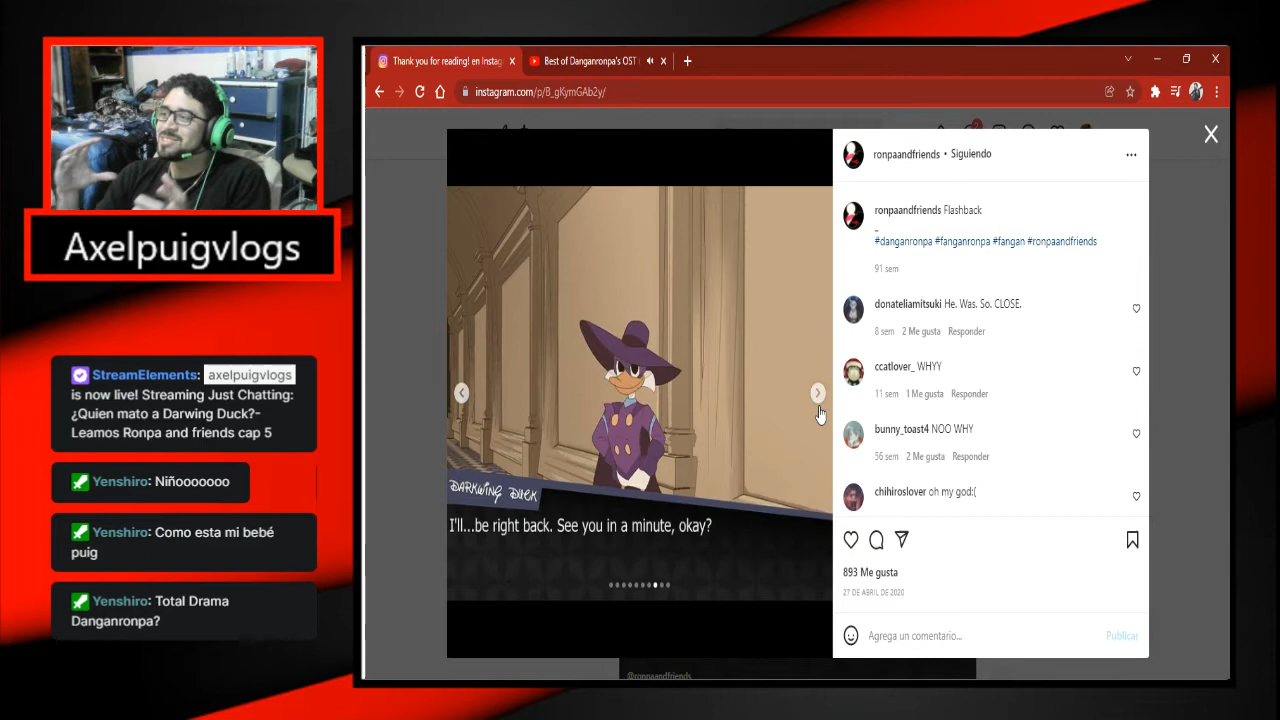 Axelpuigvlogs
StreamElements: axelpuigvlogs
is now live! Streaming Just Chatting:
¿Quien mato a Darwing Duck?-
Leamos Ronpa and friends cap 5
Yenshiro: Niñooooooo
Yenshiro: Como esta mi bebé
puig
Yenshiro: Total Drama
Danganronpa?
Thank you for reading! en Instag
Best of Danganronpa's OST
instagram.com/p/B_gKymGAb2y/
DARKWING DUCK
I'll...be right back. See you in a minute, okay?
ronpaandfriends • Siguiendo
ronpaandfriends Flashback
_
#danganronpa #fanganronpa #fangan #ronpaandfriends
91 sem
donateliamitsuki He. Was. So. CLOSE.
8 sem 2 Me gusta Responder
ccatlover_ WHYY
11 sem 1 Me gusta Responder
bunny_toast4 NOO WHY
56 sem 2 Me gusta Responder
chihiroslover oh my god:(
893 Me gusta
27 DE ABRIL DE 2020
Agrega un comentario...
Publicar
@ronpaandfriends